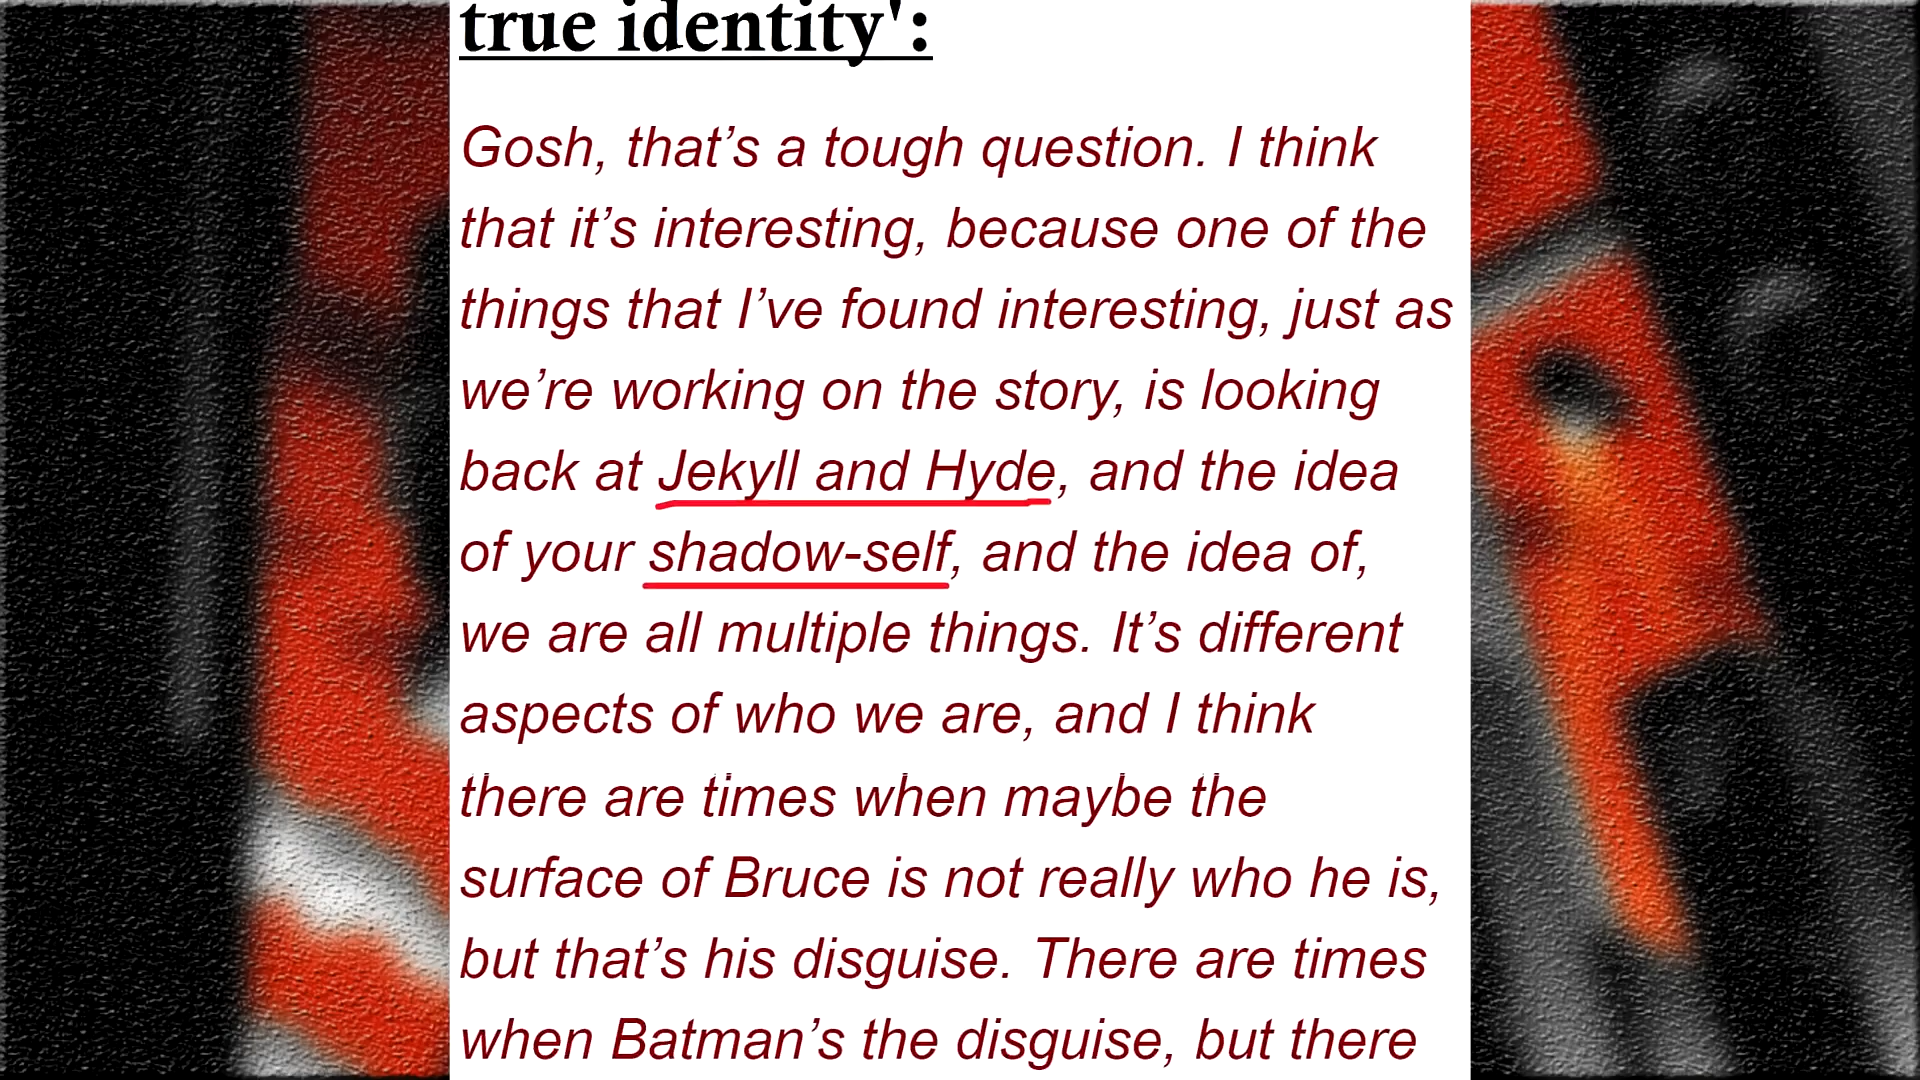 true identity':
Gosh, that’s a tough question. I think
that it’s interesting, because one of the
things that I’ve found interesting, just as
we’re working on the story, is looking
back at Jekyll and Hyde, and the idea
of your shadow-self, and the idea of,
we are all multiple things. It’s different
aspects of who we are, and I think
there are times when maybe the
surface of Bruce is not really who he is,
but that’s his disguise. There are times
when Batman’s the disguise, but there